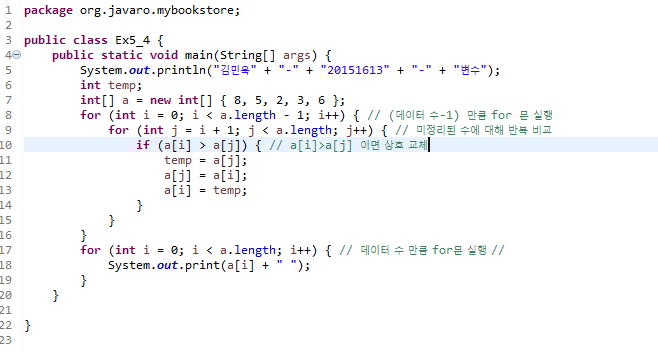 1 package org.javaro.mybookstore;
2
3 public class Ex5_4 {
4 public static void main(String[] args) {
5 System.out.println("김민욱" + "-" + "20151613" + "-" + "변수");
6 int temp;
7 int[] a = new int[] { 8, 5, 2, 3, 6 };
8 for (int i = 0; i < a.length - 1; i++) { // (데이터 수-1) 만큼 for 문 실행
9 for (int j = i + 1; j < a.length; j++) { // 미정리된 수에 대해 반복 비교
10 if (a[i] > a[j]) { // a[i]>a[j] 이면 상호 교체
11 temp = a[j];
12 a[j] = a[i];
13 a[i] = temp;
14 }
15 }
16 }
17 for (int i = 0; i < a.length; i++) { // 데이터 수 만큼 for문 실행 //
18 System.out.print(a[i] + " ");
19 }
20 }
21
22 }
23